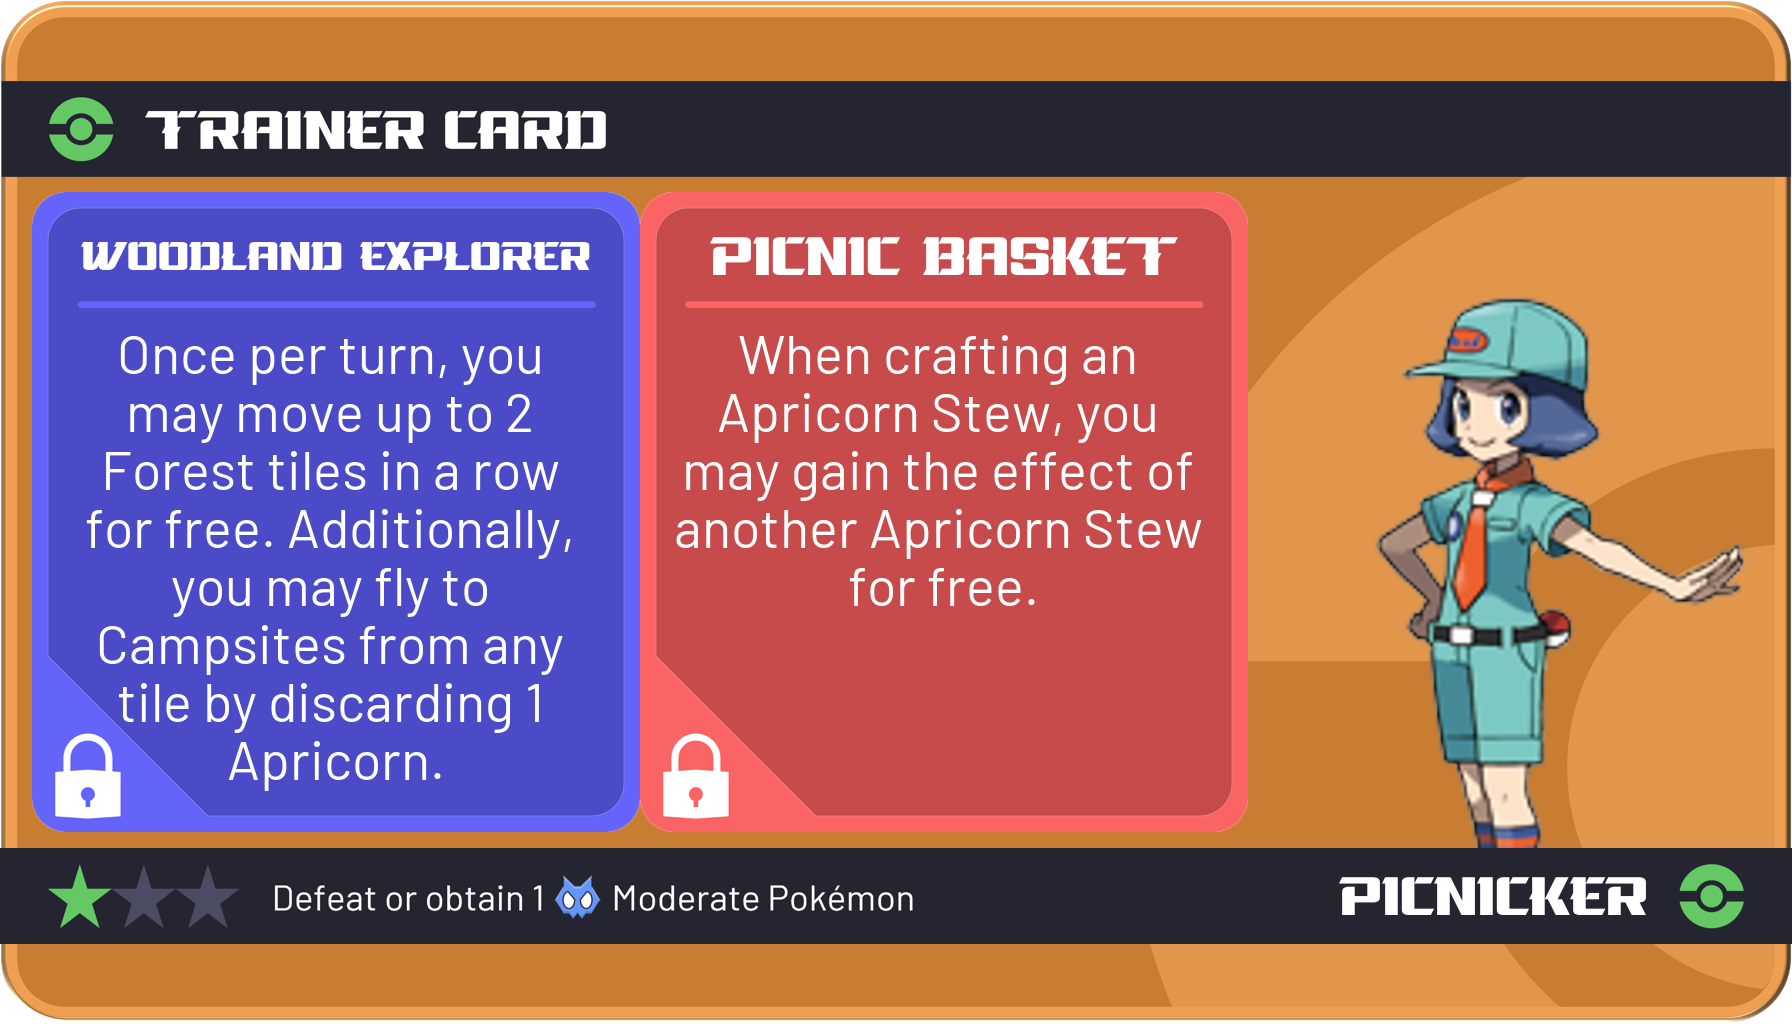 TRAINER CARD
WOODLAND EXPLORER
Once per turn, you
may move up to 2
Forest tiles in a row
for free. Additionally,
you may fly to
Campsites from any
tile by discarding 1
Apricorn.
PICNIC BASKET
When crafting an
Apricorn Stew, you
may gain the effect of
another Apricorn Stew
for free.
Defeat or obtain 1 Moderate Pokémon
PICNICKER